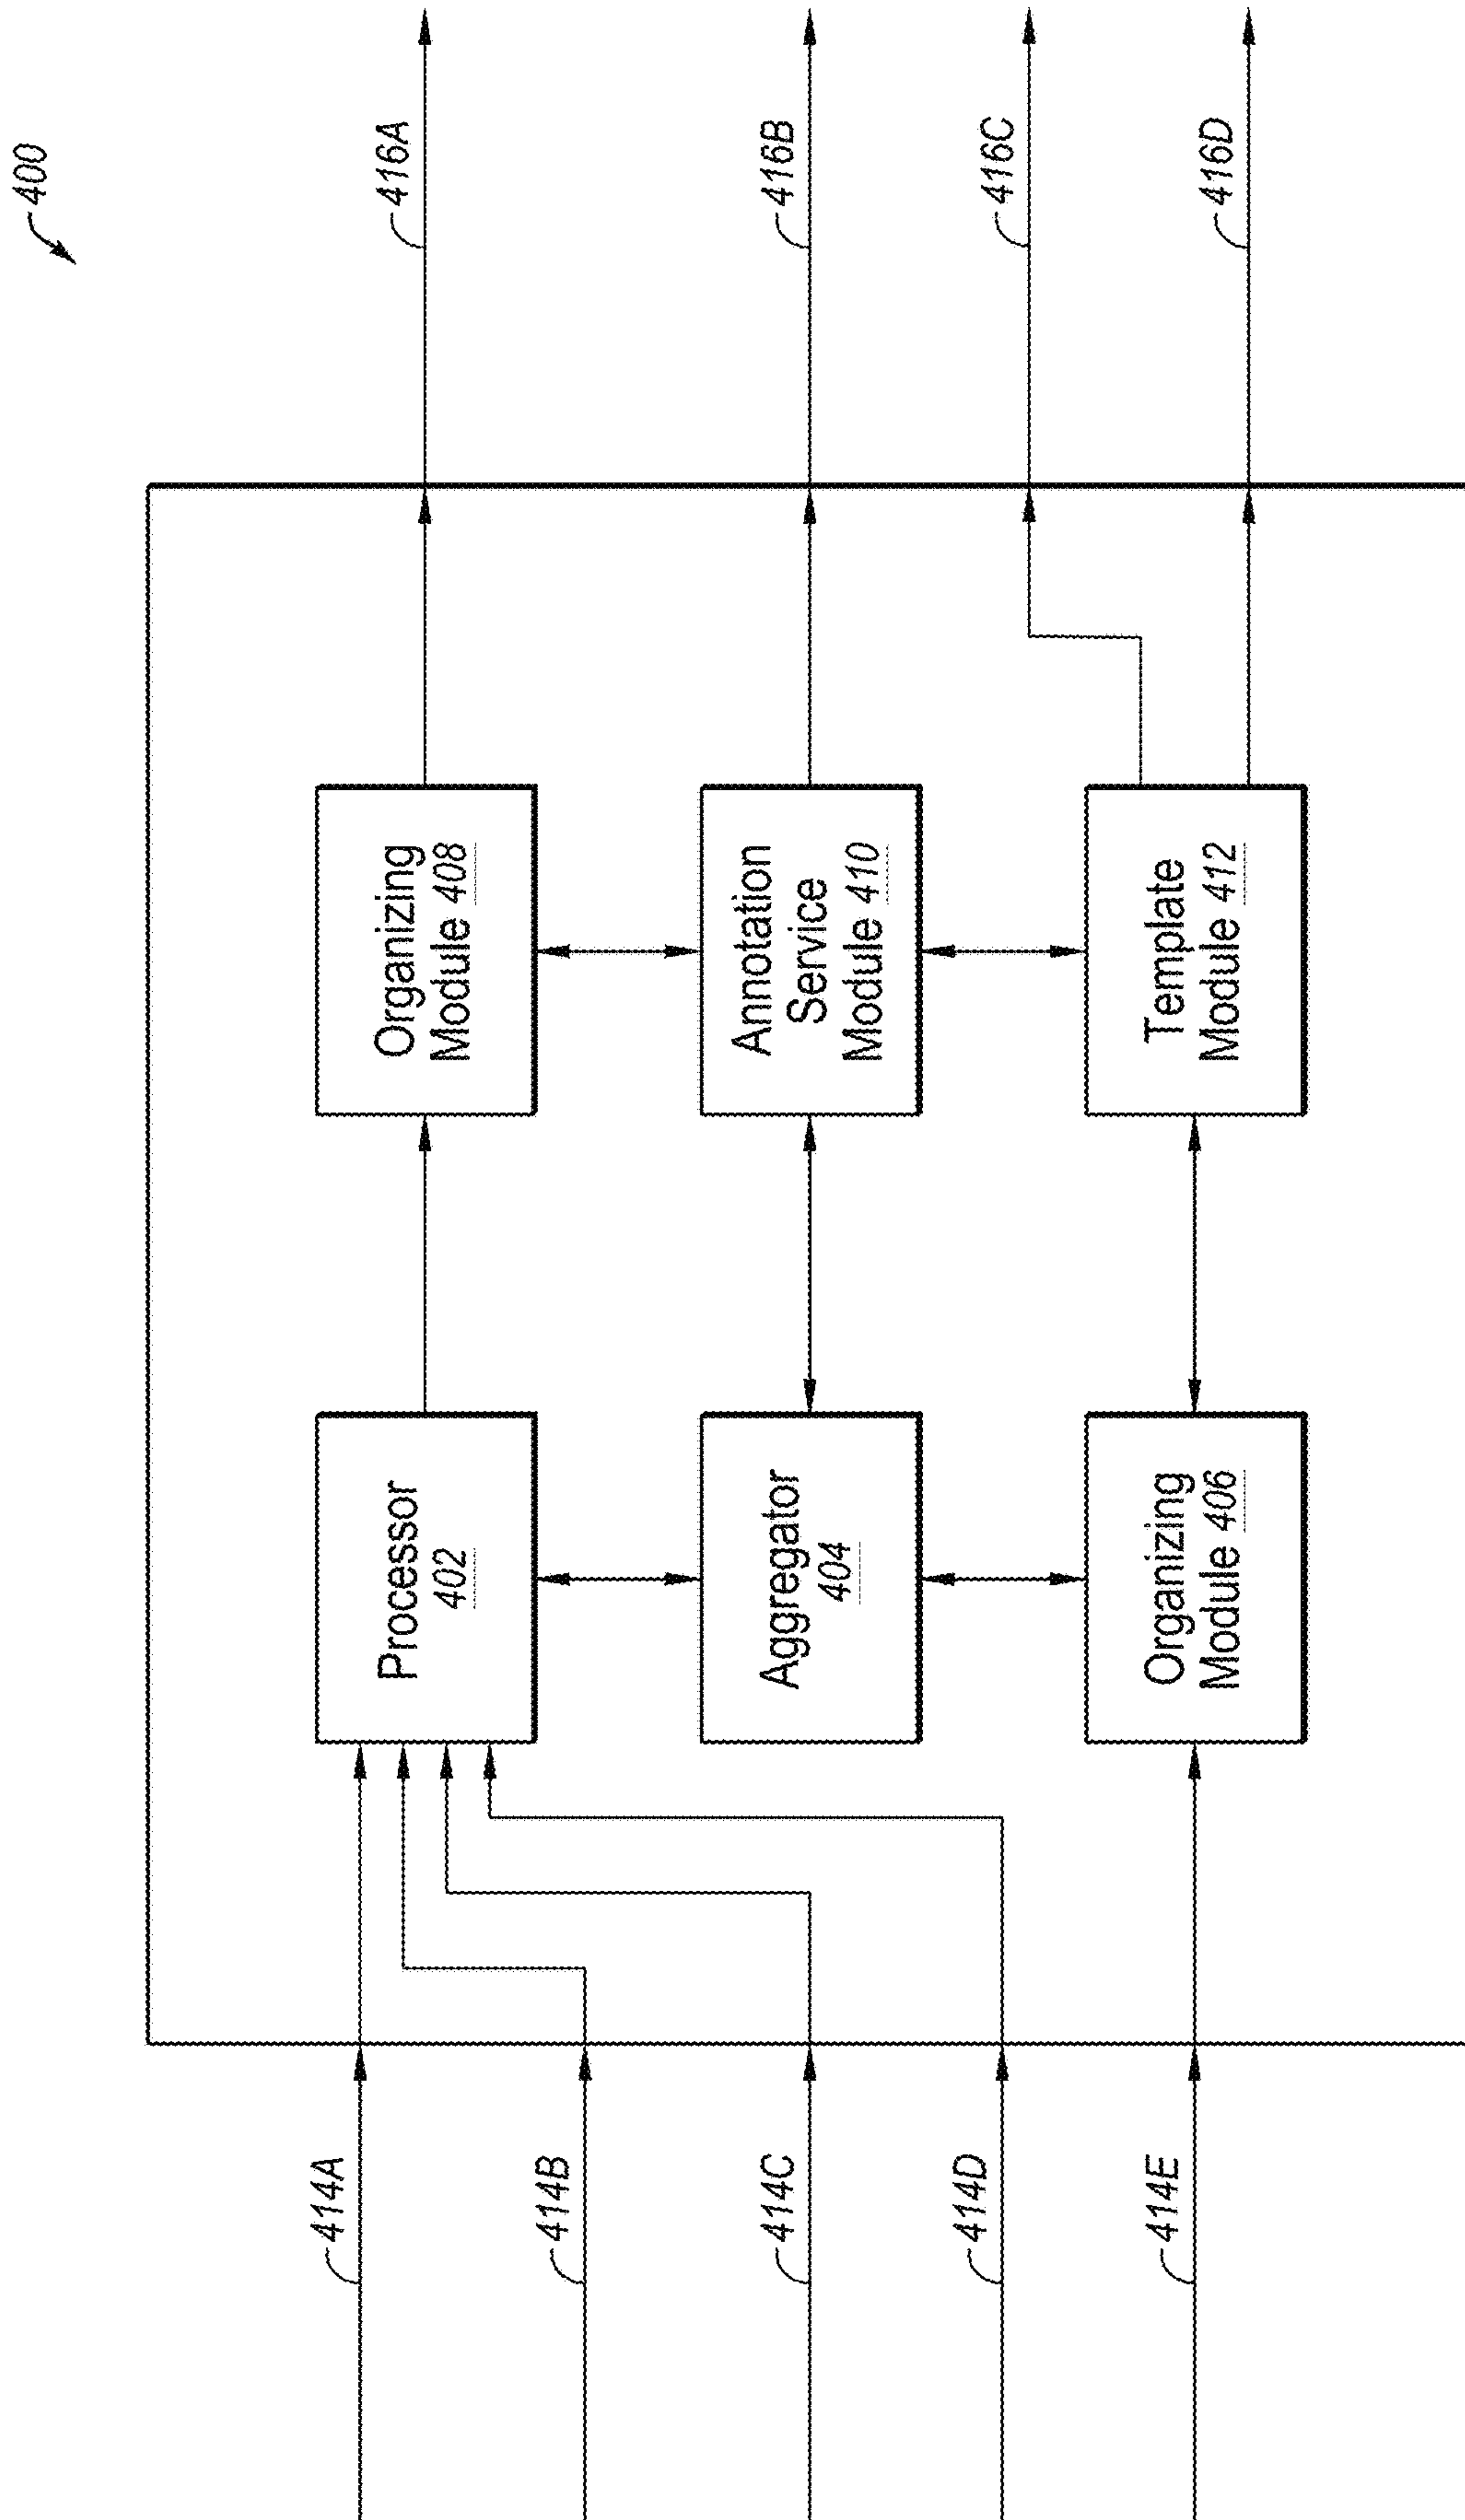 400
414A
414B
414C
414D
414E
Processor
402
Aggregator
404
Organizing
Module 406
Organizing
Module 408
Annotation
Service
Module 410
Template
Module 412
416A
416B
416C
416D